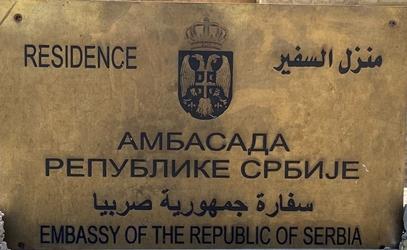 RESIDENCE منزل السفير
АМБАСАДА
РЕПУБЛИКЕ СРБИЈЕ
سفارة جمهورية صربيا
EMBASSY OF THE REPUBLIC OF SERBIA